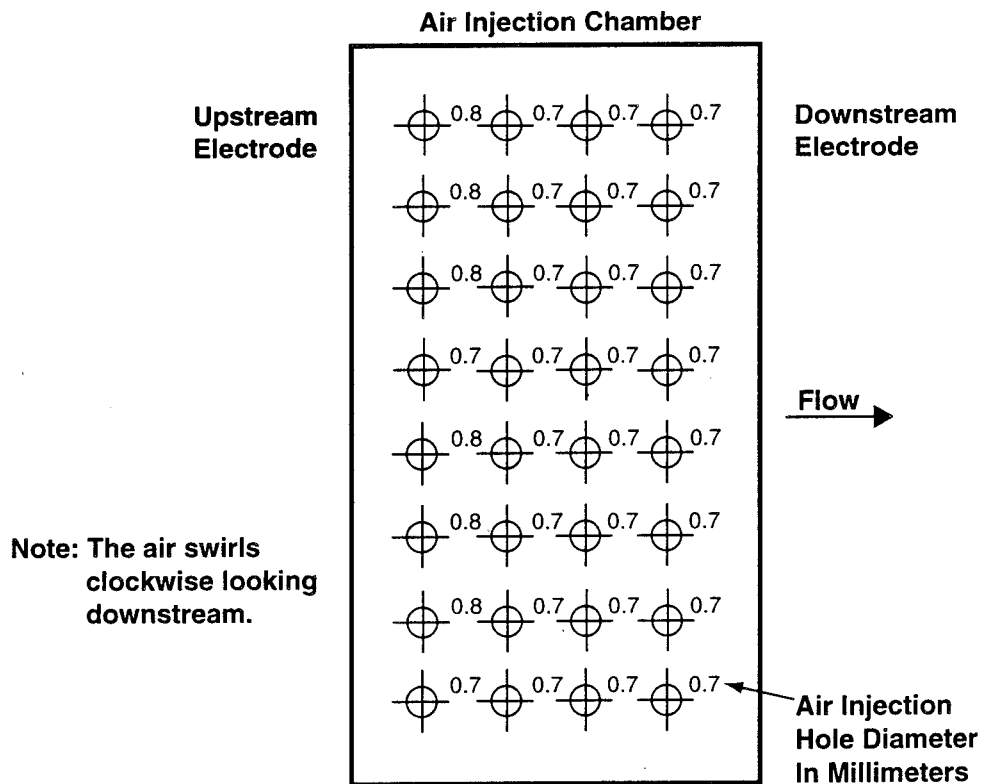 Air Injection Chamber
Upstream
Electrode
0.8 0.7 0.7 0.7
Downstream
Electrode
0.8 0.7 0.7 0.7
0.8 0.7 0.7 0.7
0.7 0.7 0.7 0.7
Flow
0.8 0.7 0.7 0.7
0.8 0.7 0.7 0.7
Note: The air swirls
clockwise looking
downstream.
0.8 0.7 0.7 0.7
0.7 0.7 0.7 0.7
Air Injection
Hole Diameter
In Millimeters